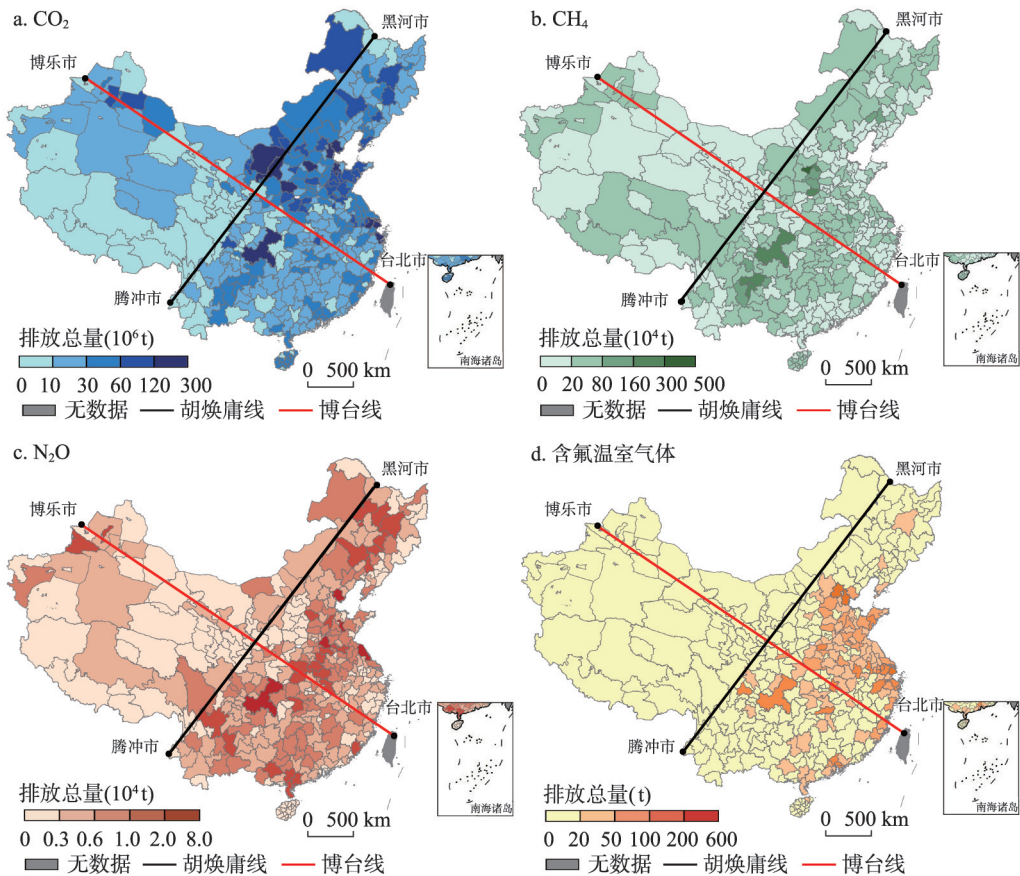 a. CO₂
黑河市
博乐市
台北市
腾冲市
排放总量(10⁶t)
0 10 30 60 120 300
0 500 km
南海诸岛
无数据 胡焕庸线 博台线
b. CH₄
黑河市
博乐市
台北市
腾冲市
排放总量(10⁴t)
0 20 80 160 300 500
0 500 km
南海诸岛
无数据 胡焕庸线 博台线
c. N₂O
黑河市
博乐市
台北市
腾冲市
排放总量(10⁴t)
0 0.3 0.6 1.0 2.0 8.0
0 500 km
南海诸岛
无数据 胡焕庸线 博台线
d. 含氟温室气体
黑河市
博乐市
台北市
腾冲市
排放总量(t)
0 20 50 100 200 600
0 500 km
南海诸岛
无数据 胡焕庸线 博台线